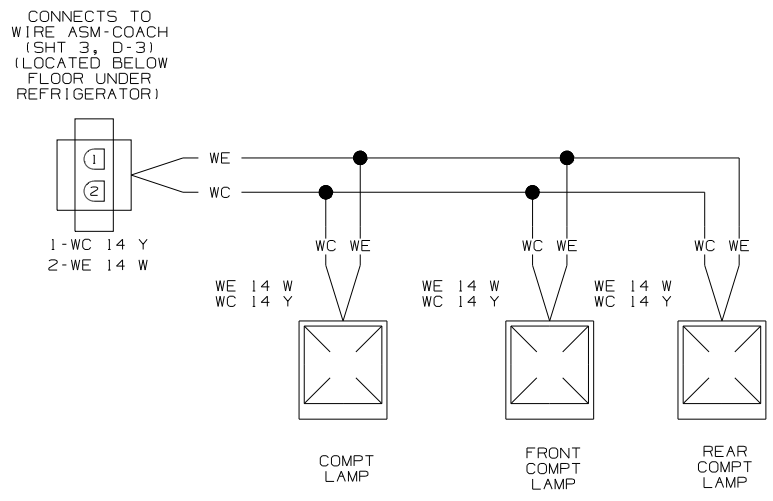 CONNECTS TO
WIRE ASM-COACH
(SHT 3, D-3)
(LOCATED BELOW
FLOOR UNDER
REFRIGERATOR)
1
2
WE
WC
1-WC 14 Y
2-WE 14 W
WC WE
WC WE
WC WE
WE 14 W
WC 14 Y
WE 14 W
WC 14 Y
WE 14 W
WC 14 Y
COMPT
LAMP
FRONT
COMPT
LAMP
REAR
COMPT
LAMP